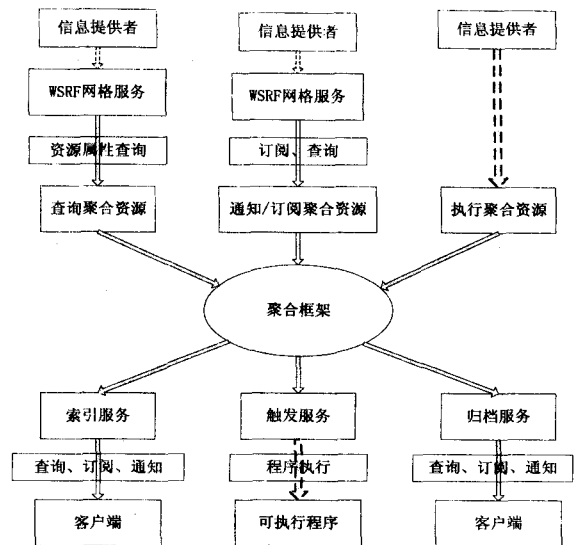 信息提供者
信息提供者
信息提供者
WSRF网格服务
WSRF网格服务
资源属性查询
订阅、查询
查询聚合资源
通知/订阅聚合资源
执行聚合资源
聚合框架
索引服务
触发服务
归档服务
查询、订阅、通知
程序执行
查询、订阅、通知
客户端
可执行程序
客户端